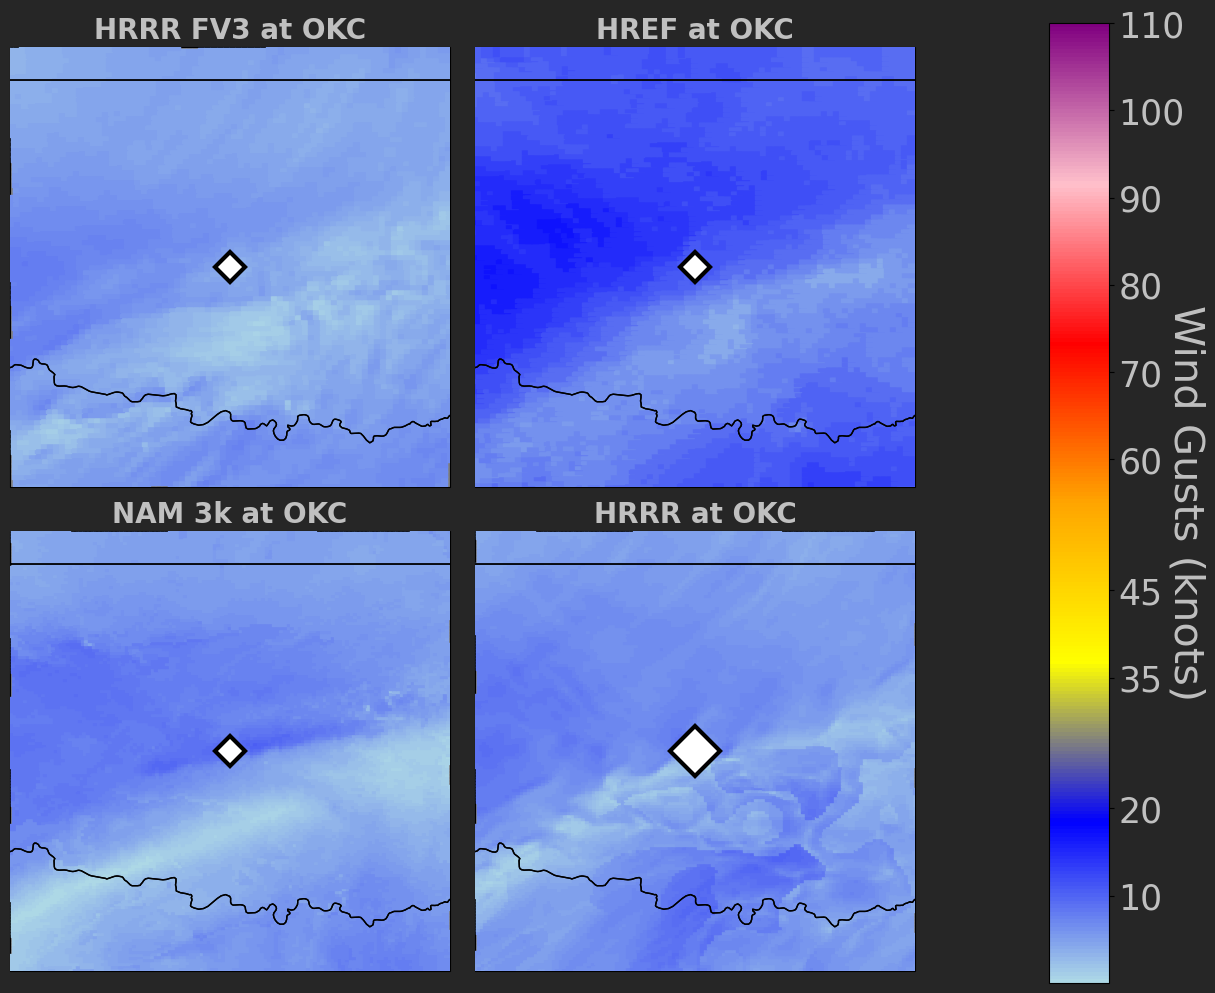 HRRR FV3 at OKC
HREF at OKC
NAM 3k at OKC
HRRR at OKC
110
100
90
80
70
60
45
35
20
10
Wind Gusts (knots)